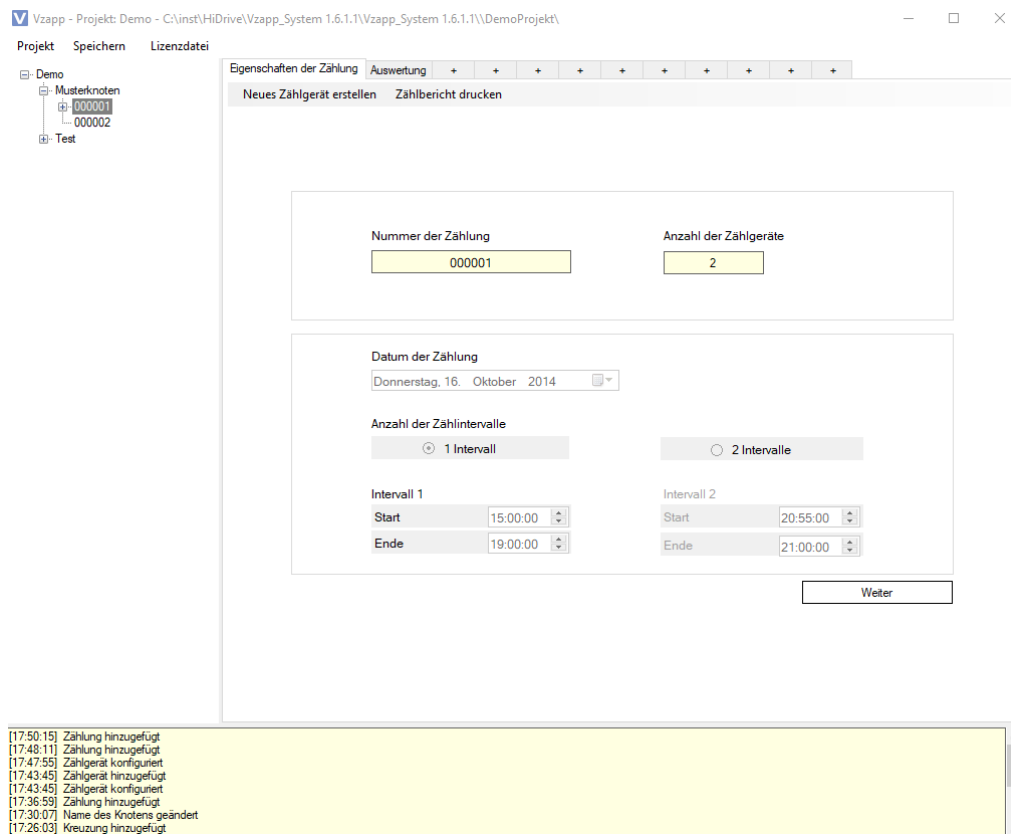 Vzapp - Projekt: Demo - C:\inst\HiDrive\Vzapp_System 1.6.1.1\Vzapp_System 1.6.1.1\\DemoProjekt\
Projekt Speichern Lizenzdatei
Demo
Musterknoten
000001
000002
Test
Eigenschaften der Zählung Auswertung + + + + + + + + + +
Neues Zählgerät erstellen Zählbericht drucken
Nummer der Zählung Anzahl der Zählgeräte
000001 2
Datum der Zählung
Donnerstag, 16. Oktober 2014
Anzahl der Zählintervalle
1 Intervall 2 Intervalle
Intervall 1 Intervall 2
Start 15:00:00 Start 20:55:00
Ende 19:00:00 Ende 21:00:00
Weiter
[17:50:15] Zählung hinzugefügt
[17:48:11] Zählung hinzugefügt
[17:47:55] Zählgerät konfiguriert
[17:43:45] Zählgerät hinzugefügt
[17:43:45] Zählgerät konfiguriert
[17:36:59] Zählung hinzugefügt
[17:30:07] Name des Knotens geändert
[17:26:03] Kreuzung hinzugefügt